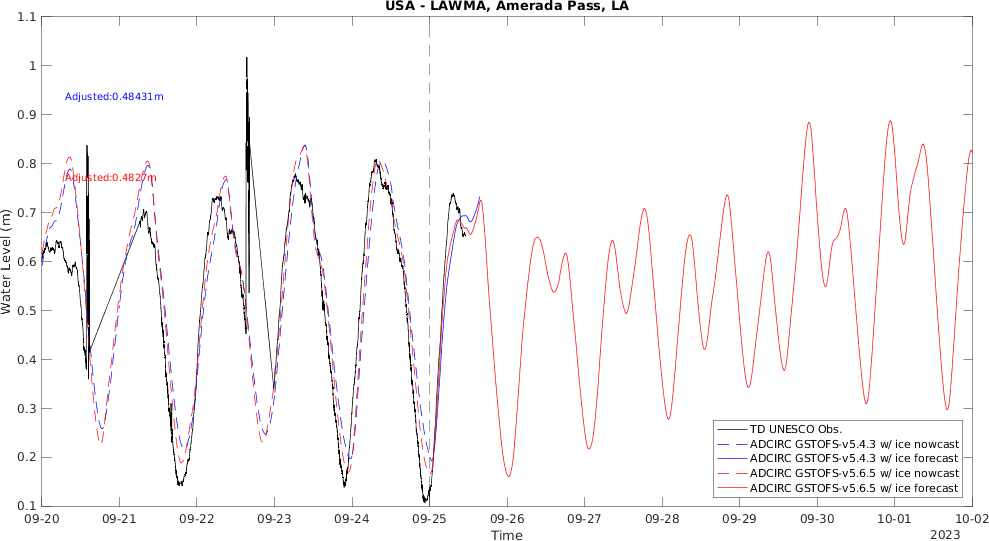 USA - LAWMA, Amerada Pass, LA
1.1
1
0.9
0.8
0.7
0.6
0.5
0.4
0.3
0.2
0.1
Water Level (m)
Adjusted:0.48431m
Adjusted:0.4827m
TD UNESCO Obs.
ADCIRC GSTOFS-v5.4.3 w/ ice nowcast
ADCIRC GSTOFS-v5.4.3 w/ ice forecast
ADCIRC GSTOFS-v5.6.5 w/ ice nowcast
ADCIRC GSTOFS-v5.6.5 w/ ice forecast
09-20 09-21 09-22 09-23 09-24 09-25 09-26 09-27 09-28 09-29 09-30 10-01 10-02
Time
2023